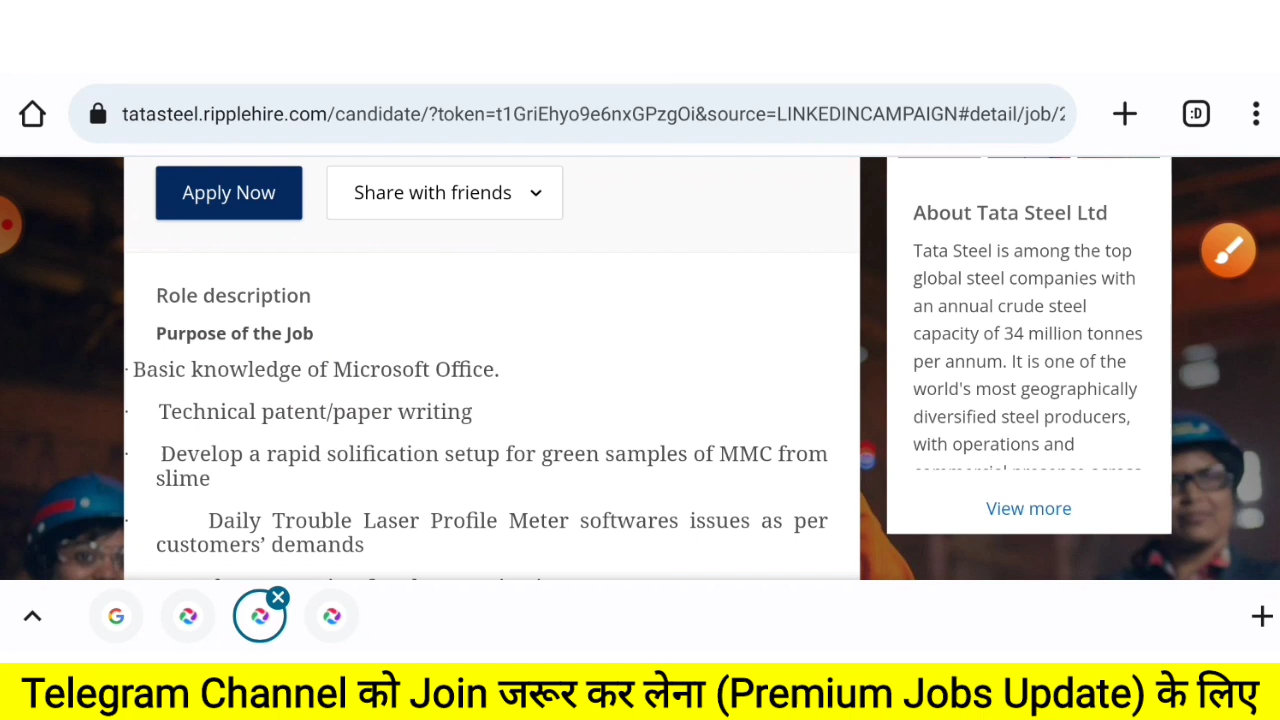 tatasteel.ripplehire.com/candidate/?token=t1GriEhyo9e6nxGPzgOi&source=LINKEDINCAMPAIGN#detail/job/2
:D
Apply Now
Share with friends
Role description
Purpose of the Job
· Basic knowledge of Microsoft Office.
· Technical patent/paper writing
· Develop a rapid solification setup for green samples of MMC from
slime
· Daily Trouble Laser Profile Meter softwares issues as per
customers’ demands
About Tata Steel Ltd
Tata Steel is among the top
global steel companies with
an annual crude steel
capacity of 34 million tonnes
per annum. It is one of the
world's most geographically
diversified steel producers,
with operations and
commercial presence across
View more
Telegram Channel को Join जरूर कर लेना (Premium Jobs Update) के लिए